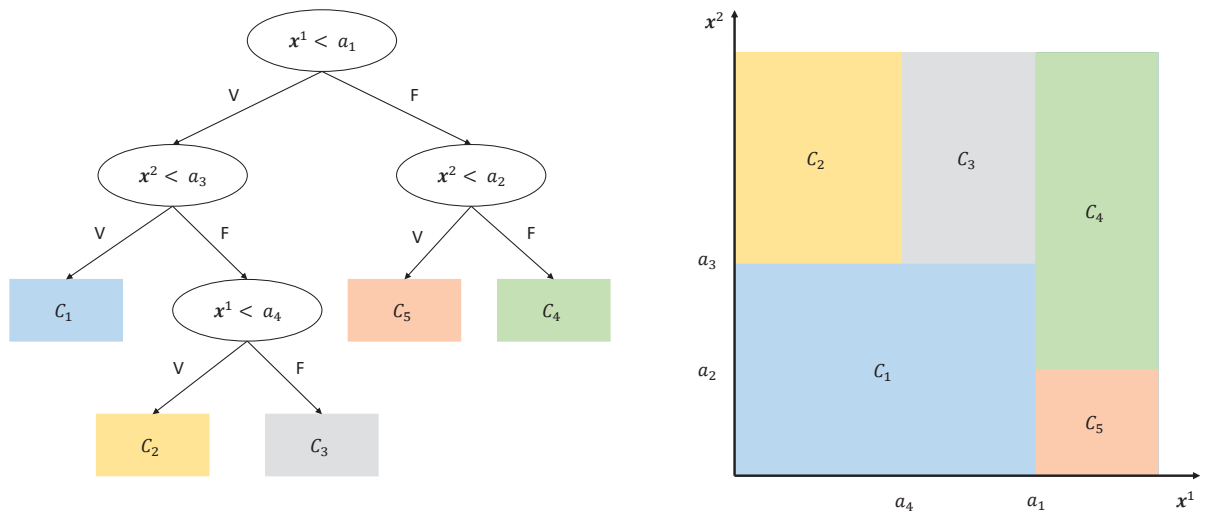 x¹ < a₁
V
F
x² < a₃
x² < a₂
V
F
V
F
C₁
x¹ < a₄
C₅
C₄
V
F
C₂
C₃
x²
C₂
C₃
C₄
a₃
a₂
C₁
C₅
a₄
a₁
x¹